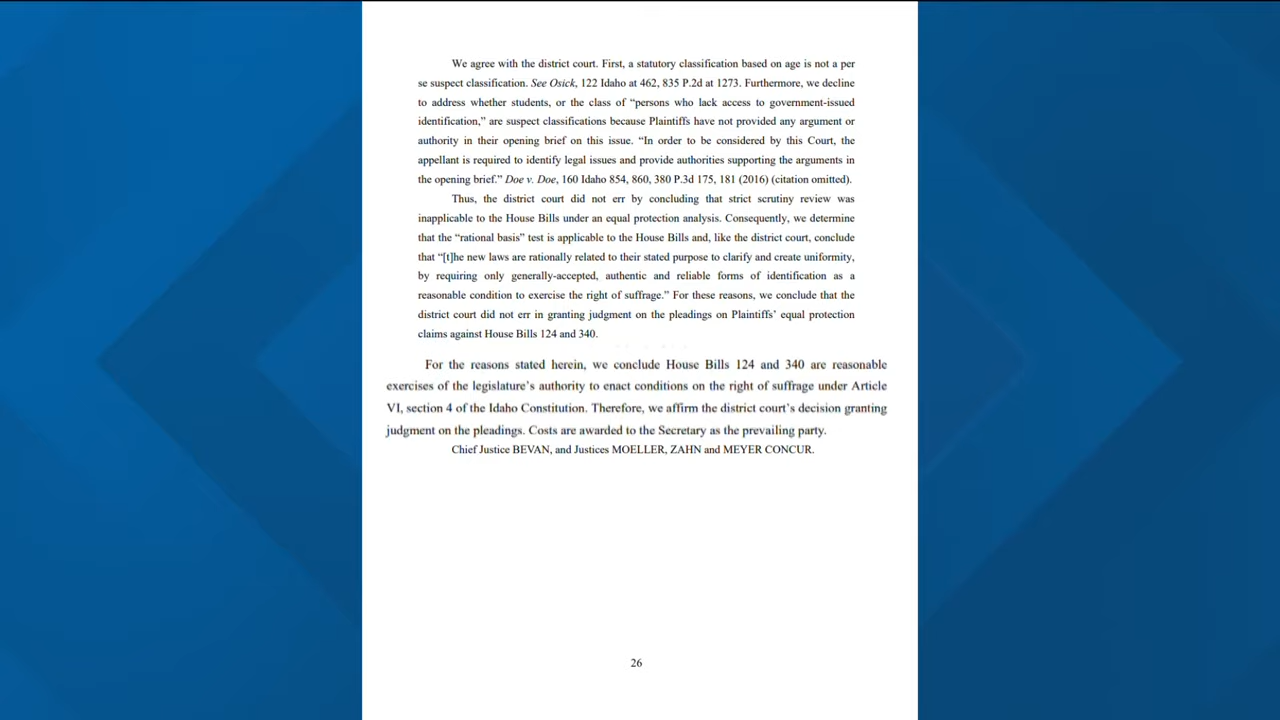 We agree with the district court. First, a statutory classification based on age is not a per
se suspect classification. See Osick, 122 Idaho at 462, 835 P.2d at 1273. Furthermore, we decline
to address whether students, or the class of “persons who lack access to government-issued
identification,” are suspect classifications because Plaintiffs have not provided any argument or
authority in their opening brief on this issue. “In order to be considered by this Court, the
appellant is required to identify legal issues and provide authorities supporting the arguments in
the opening brief.” Doe v. Doe, 160 Idaho 854, 860, 380 P.3d 175, 181 (2016) (citation omitted).
Thus, the district court did not err by concluding that strict scrutiny review was
inapplicable to the House Bills under an equal protection analysis. Consequently, we determine
that the “rational basis” test is applicable to the House Bills and, like the district court, conclude
that “[t]he new laws are rationally related to their stated purpose to clarify and create uniformity,
by requiring only generally-accepted, authentic and reliable forms of identification as a
reasonable condition to exercise the right of suffrage.” For these reasons, we conclude that the
district court did not err in granting judgment on the pleadings on Plaintiffs’ equal protection
claims against House Bills 124 and 340.
For the reasons stated herein, we conclude House Bills 124 and 340 are reasonable
exercises of the legislature’s authority to enact conditions on the right of suffrage under Article
VI, section 4 of the Idaho Constitution. Therefore, we affirm the district court’s decision granting
judgment on the pleadings. Costs are awarded to the Secretary as the prevailing party.
Chief Justice BEVAN, and Justices MOELLER, ZAHN and MEYER CONCUR.
26